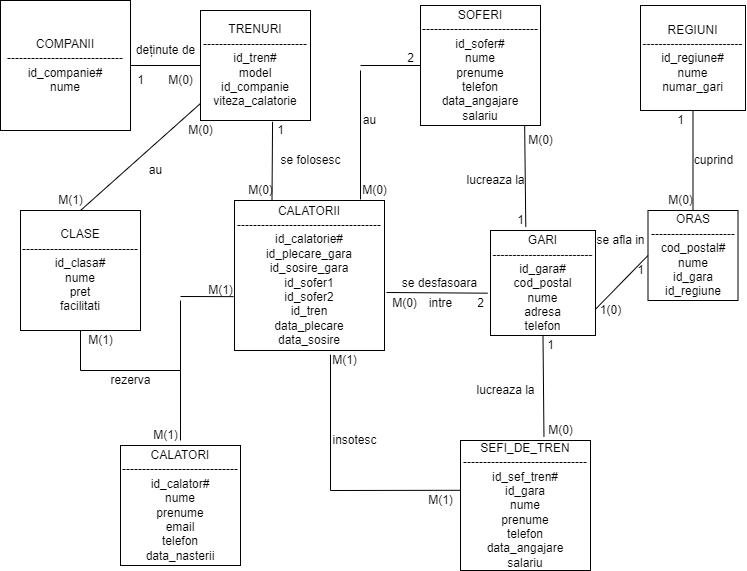 COMPANII
id_companie#
nume
deținute de
1
M(0)
TRENURI
id_tren#
model
id_companie
viteza_calatorie
M(0)
1
au
M(1)
se folosesc
M(0)
SOFERI
id_sofer#
nume
prenume
telefon
data_angajare
salariu
2
au
M(0)
M(0)
lucreaza la
1
REGIUNI
id_regiune#
nume
numar_gari
1
cuprind
M(0)
CLASE
id_clasa#
nume
pret
facilitati
M(1)
rezerva
M(1)
M(1)
CALATORII
id_calatorie#
id_plecare_gara
id_sosire_gara
id_sofer1
id_sofer2
id_tren
data_plecare
data_sosire
se desfasoara
M(0)
intre
2
GARI
id_gara#
cod_postal
nume
adresa
telefon
se afla in
1
1(0)
ORAS
cod_postal#
nume
id_gara
id_regiune
M(1)
insotesc
M(1)
1
lucreaza la
M(0)
CALATORI
id_calator#
nume
prenume
email
telefon
data_nasterii
SEFI_DE_TREN
id_sef_tren#
id_gara
nume
prenume
telefon
data_angajare
salariu